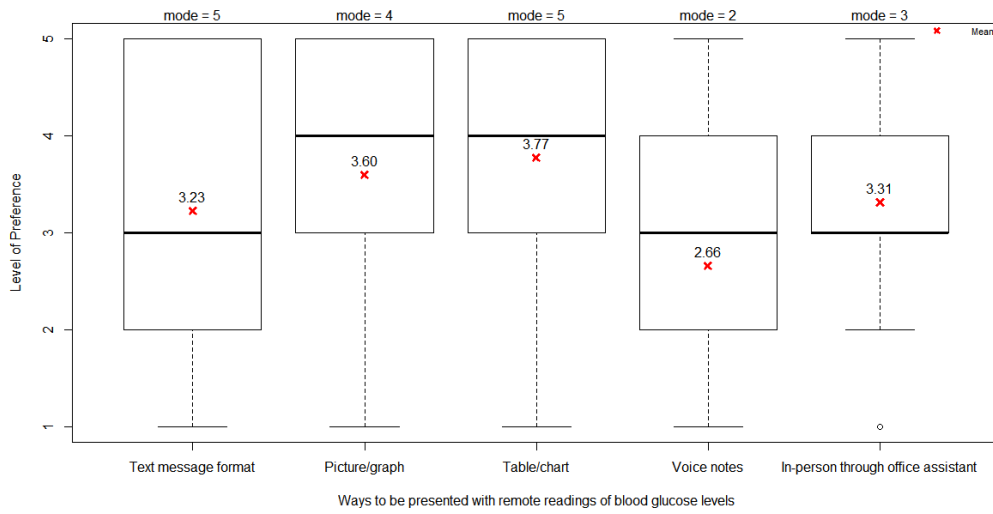 mode = 5 mode = 4 mode = 5 mode = 2 mode = 3
Mean
5
4
3
2
1
Level of Preference
3.23
3.60
3.77
2.66
3.31
Text message format Picture/graph Table/chart Voice notes In-person through office assistant
Ways to be presented with remote readings of blood glucose levels